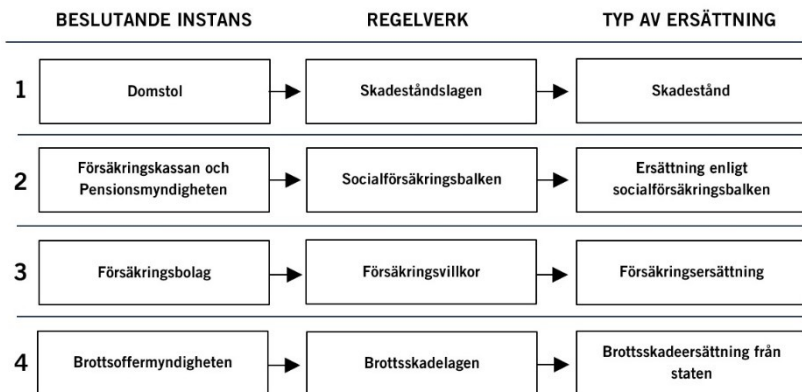 BESLUTANDE INSTANS REGELVERK TYP AV ERSÄTTNING
1 Domstol Skadeståndslagen Skadestånd
2 Försäkringskassan och Pensionsmyndigheten Socialförsäkringsbalken Ersättning enligt socialförsäkringsbalken
3 Försäkringsbolag Försäkringsvillkor Försäkringsersättning
4 Brottsoffermyndigheten Brottsskadelagen Brottsskadeersättning från staten